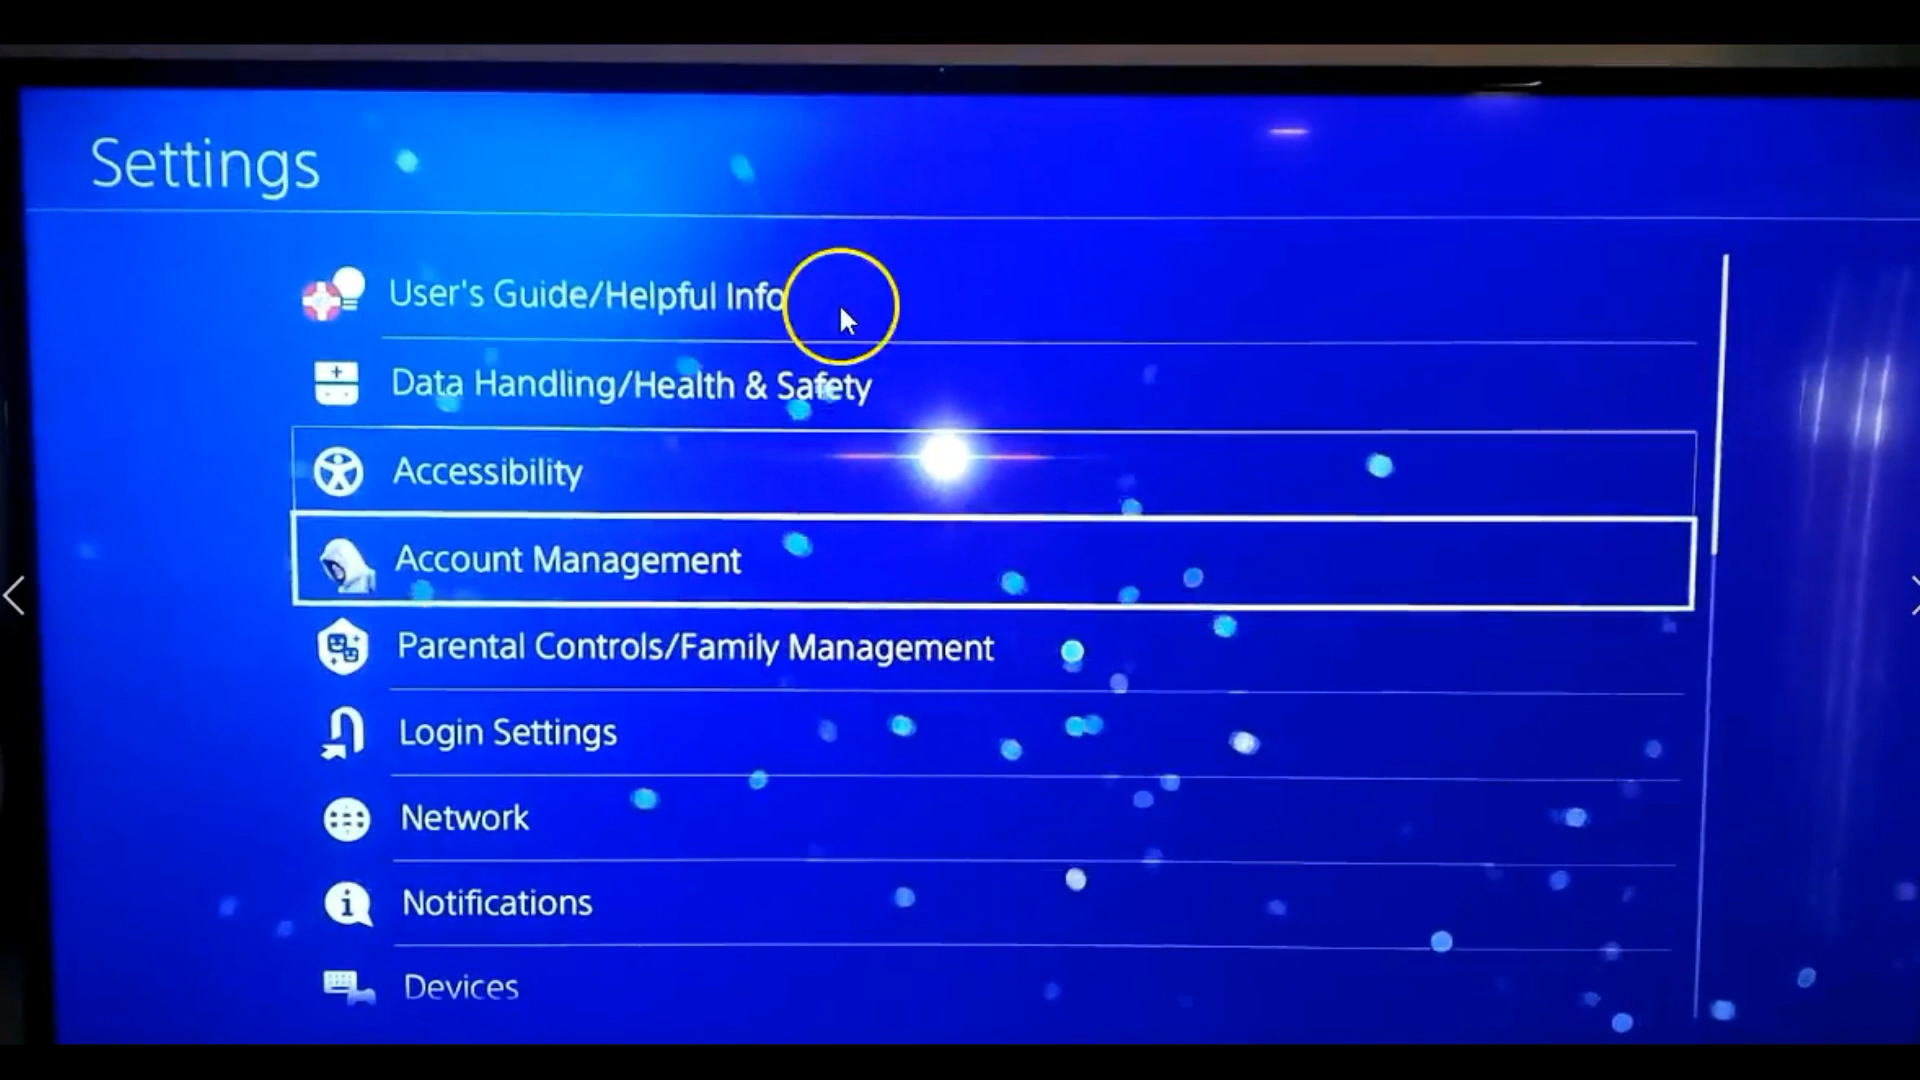 Settings
User's Guide/Helpful Info
Data Handling/Health & Safety
Accessibility
Account Management
Parental Controls/Family Management
Login Settings
Network
Notifications
Devices